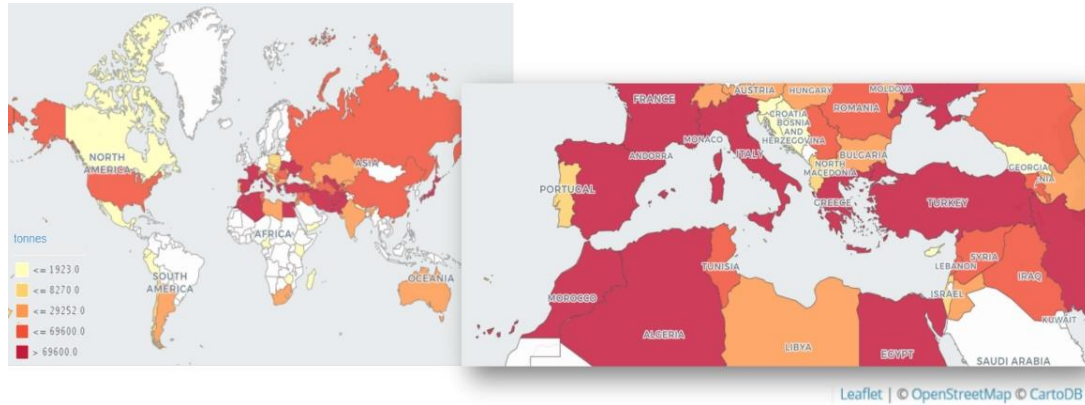 NORTH
AMERICA
ASIA
AFRICA
SOUTH
AMERICA
OCEANIA
tonnes
<= 1923.0
<= 8270.0
<= 29252.0
<= 69600.0
> 69600.0
AUSTRIA
HUNGARY
MOLDOVA
FRANCE
CROATIA
ROMANIA
BOSNIA
AND
HERZEGOVINA
MONACO
ANDORRA
ITALY
BULGARIA
NORTH
MACEDONIA
GEORGIA
PORTUGAL
GREECE
TURKEY
TUNISIA
SYRIA
LEBANON
IRAQ
ISRAEL
MOROCCO
ALGERIA
LIBYA
EGYPT
KUWAIT
SAUDI ARABIA
Leaflet | © OpenStreetMap © CartoDB